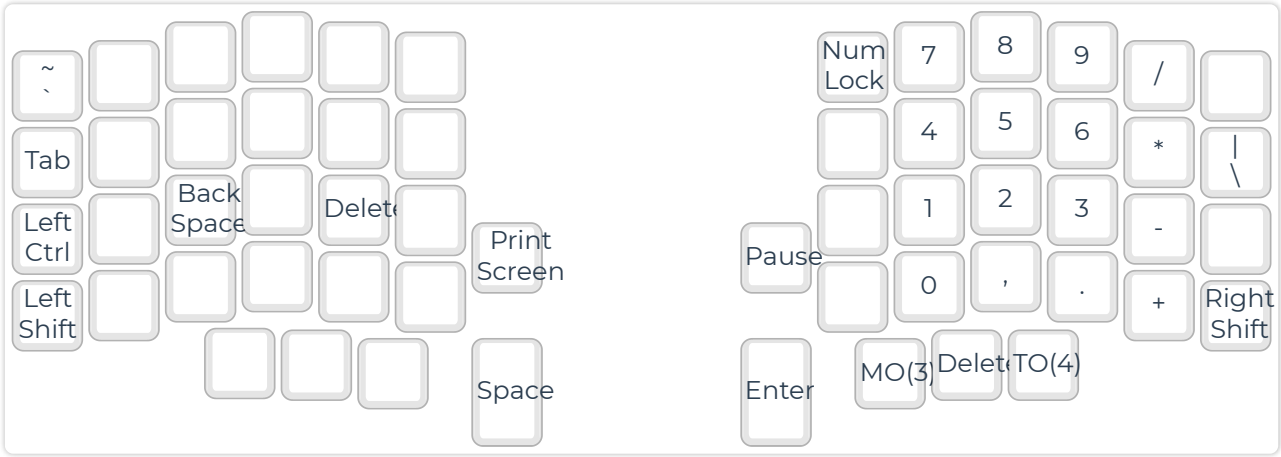 ~
`
Tab
Left
Ctrl
Left
Shift
Back
Space
Delete
Print
Screen
Space
Num
Lock
7
8
9
/
4
5
6
*
|
\
1
2
3
-
Pause
0
,
.
+
Right
Shift
Enter
MO(3)
Delete
TO(4)